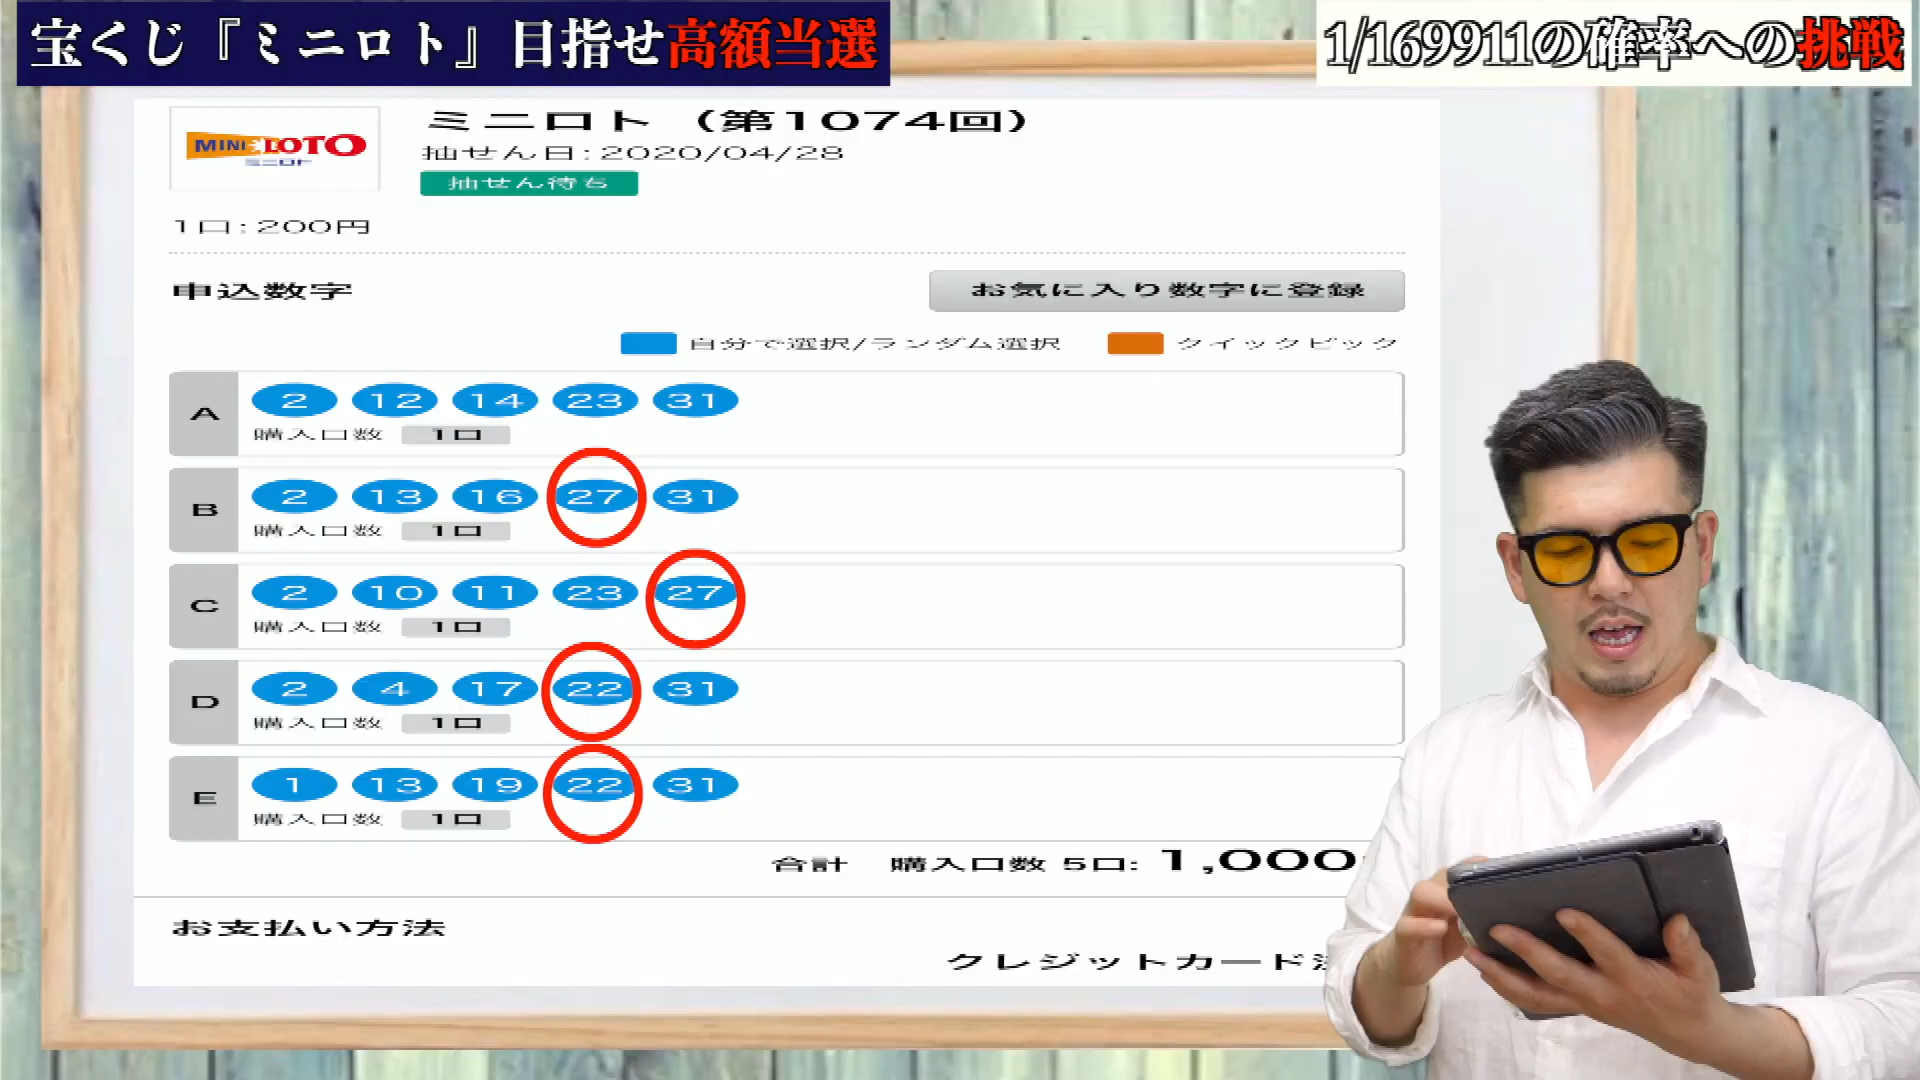 宝くじ『ミニロト』目指せ高額当選
1/169911の確率への挑戦
MINI LOTO
ミニロト
ミニロト（第1074回）
抽せん日:2020/04/28
抽せん待ち
1口:200円
申込数字
お気に入り数字に登録
自分で選択/ランダム選択
クイックピック
A
2 12 14 23 31
購入口数 1口
B
2 13 16 27 31
購入口数 1口
C
2 10 11 23 27
購入口数 1口
D
2 4 17 22 31
購入口数 1口
E
1 13 19 22 31
購入口数 1口
合計 購入口数 5口: 1,000
お支払い方法
クレジットカード